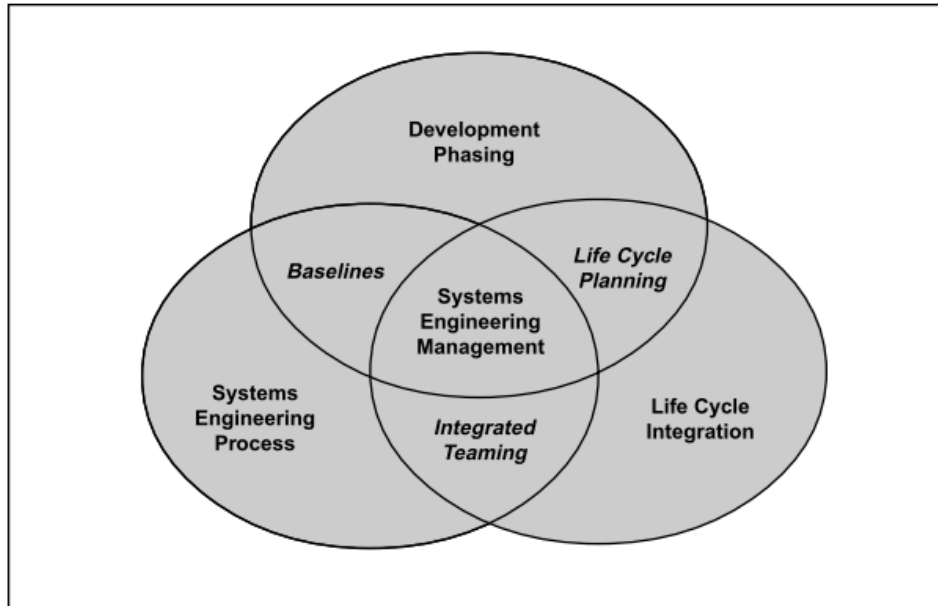 Development
Phasing
Baselines
Life Cycle
Planning
Systems
Engineering
Management
Systems
Engineering
Process
Integrated
Teaming
Life Cycle
Integration